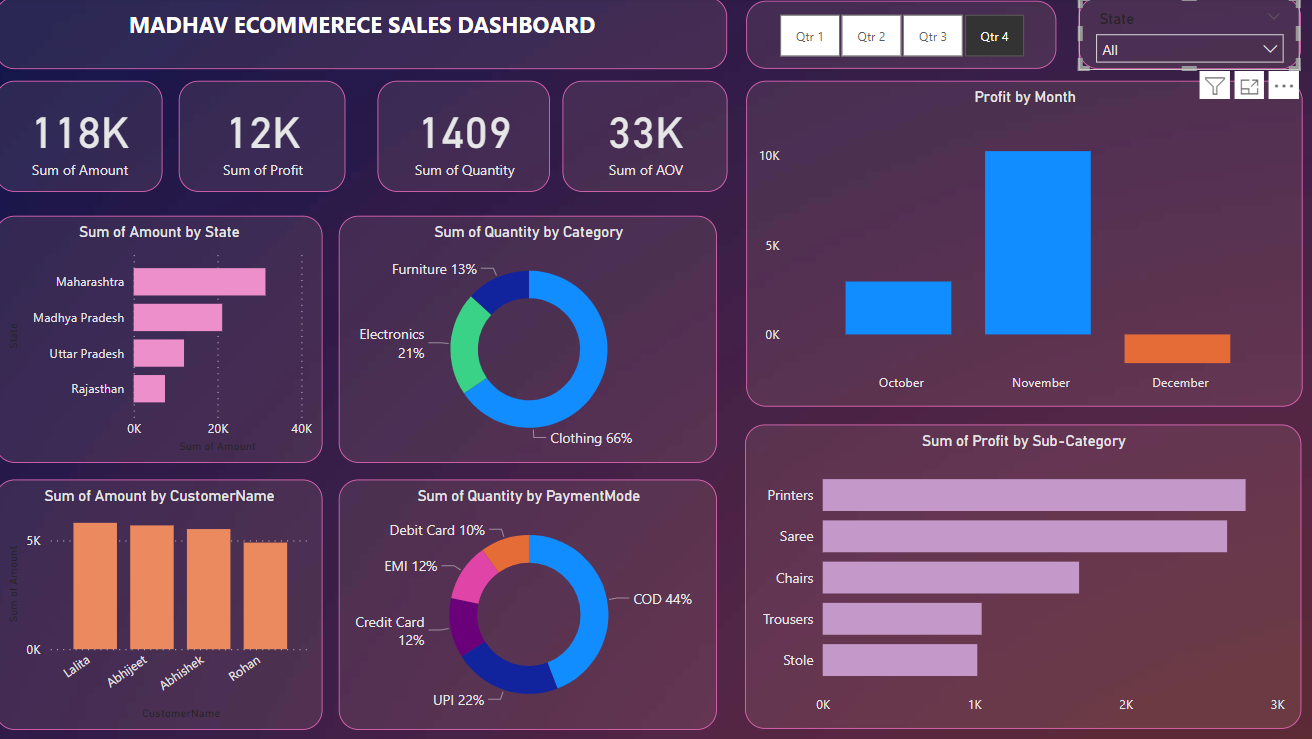 MADHAV ECOMMERECE SALES DASHBOARD
Qtr 1
Qtr 2
Qtr 3
Qtr 4
State
All
118K
Sum of Amount
12K
Sum of Profit
1409
Sum of Quantity
33K
Sum of AOV
Profit by Month
10K
5K
0K
October
November
December
Sum of Amount by State
State
Maharashtra
Madhya Pradesh
Uttar Pradesh
Rajasthan
0K
20K
40K
Sum of Amount
Sum of Quantity by Category
Furniture 13%
Electronics
21%
Clothing 66%
Sum of Profit by Sub-Category
Printers
Saree
Chairs
Trousers
Stole
0K
1K
2K
3K
Sum of Amount by CustomerName
Sum of Amount
5K
0K
Lalita
Abhijeet
Abhishek
Rohan
CustomerName
Sum of Quantity by PaymentMode
Debit Card 10%
EMI 12%
Credit Card
12%
UPI 22%
COD 44%